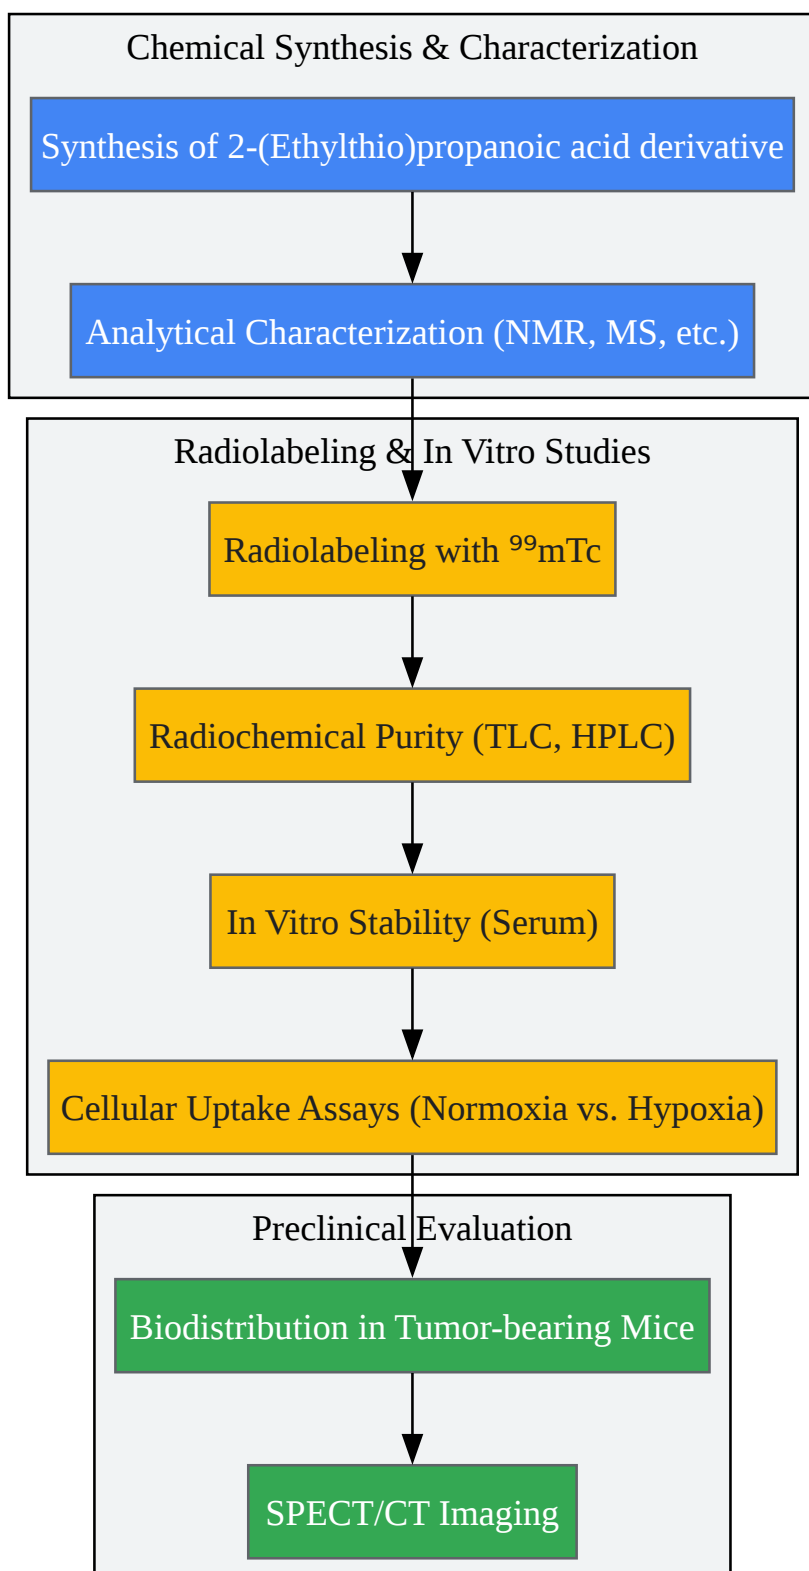 Chemical Synthesis & Characterization
Synthesis of 2-(Ethylthio)propanoic acid derivative
Analytical Characterization (NMR, MS, etc.)
Radiolabeling & In Vitro Studies
Radiolabeling with ⁹⁹mTc
Radiochemical Purity (TLC, HPLC)
In Vitro Stability (Serum)
Cellular Uptake Assays (Normoxia vs. Hypoxia)
Preclinical Evaluation
Biodistribution in Tumor-bearing Mice
SPECT/CT Imaging